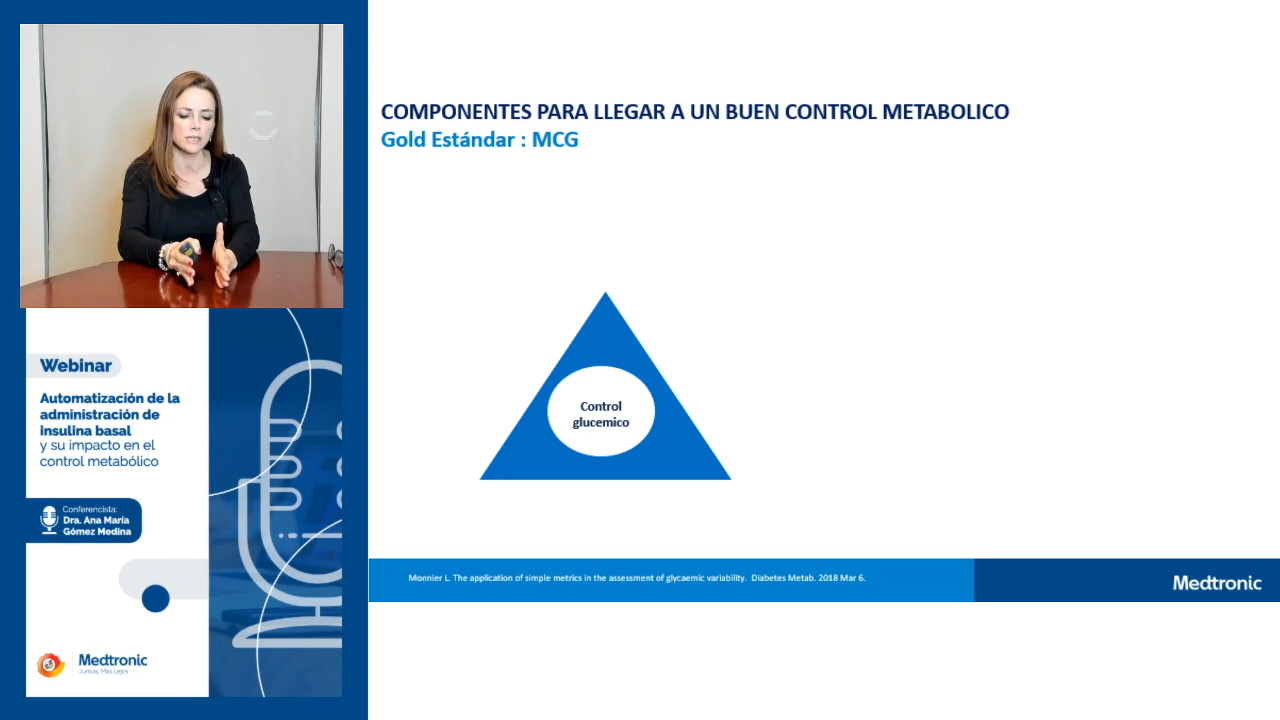 Webinar
Automatización de la
administración de
insulina basal
y su impacto en el
control metabólico
Conferencista:
Dra. Ana María
Gómez Medina
Medtronic
Juntos, Más Lejos
COMPONENTES PARA LLEGAR A UN BUEN CONTROL METABOLICO
Gold Estándar : MCG
Control
glucemico
Monnier L. The application of simple metrics in the assessment of glycaemic variability. Diabetes Metab. 2018 Mar 6.
Medtronic